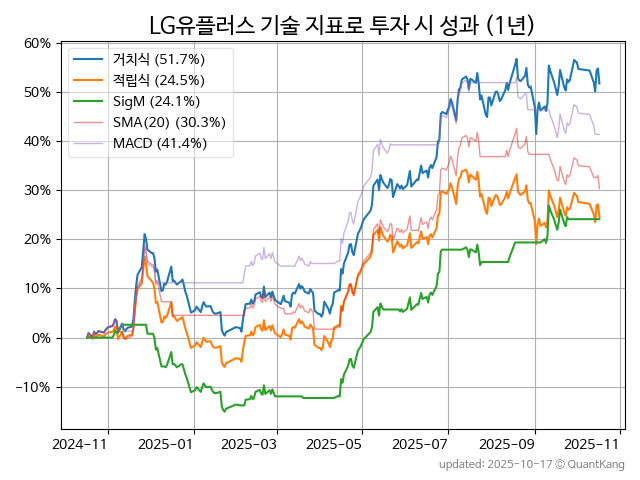 LG유플러스 기술 지표로 투자 시 성과 (1년)
60%
50%
40%
30%
20%
10%
0%
−10%
거치식 (51.7%)
적립식 (24.5%)
SigM (24.1%)
SMA(20) (30.3%)
MACD (41.4%)
2024-11
2025-01
2025-03
2025-05
2025-07
2025-09
2025-11
updated: 2025-10-17 © QuantKang